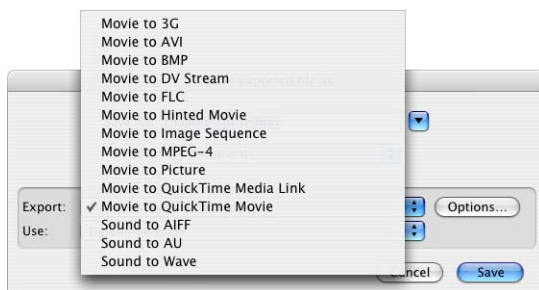 Movie to 3G
Movie to AVI
Movie to BMP
Movie to DV Stream
Movie to FLC
Movie to Hinted Movie
Movie to Image Sequence
Movie to MPEG-4
Movie to Picture
Movie to QuickTime Media Link
Export: ✓ Movie to QuickTime Movie Options...
Sound to AIFF
Use:
Sound to AU
Sound to Wave
Cancel Save